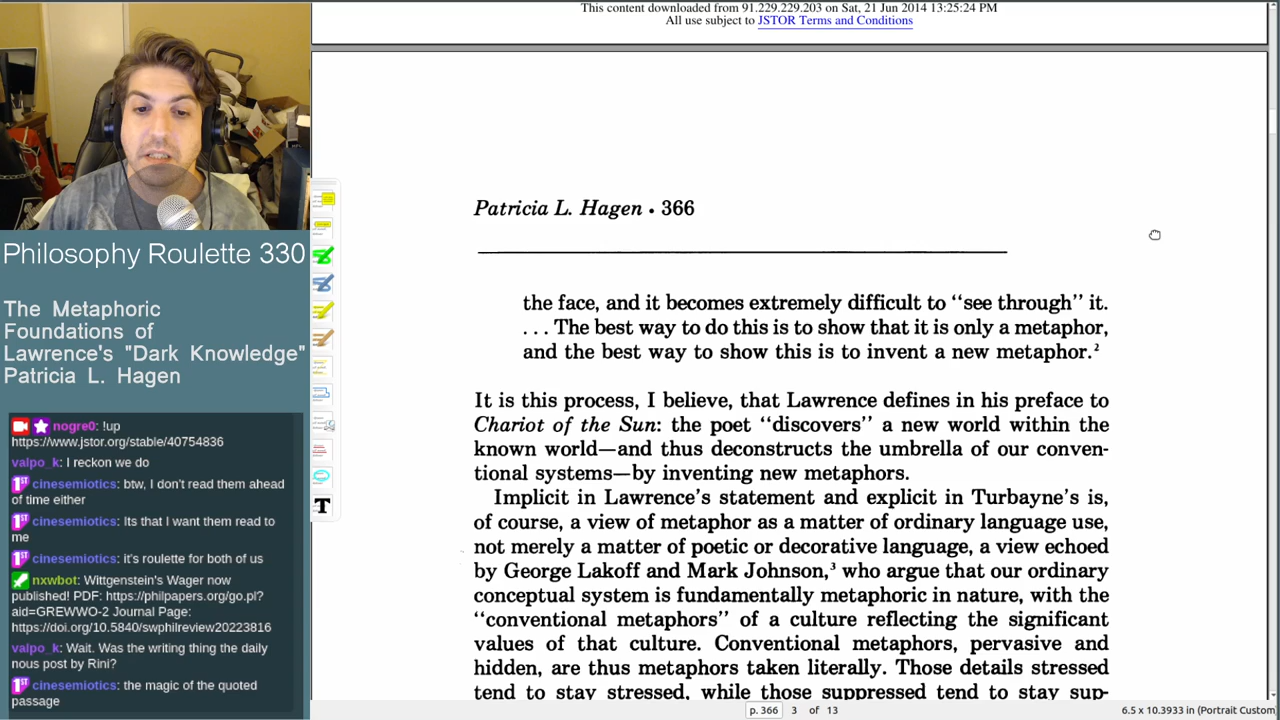 This content downloaded from 91.229.229.203 on Sat, 21 Jun 2014 13:25:24 PM
All use subject to JSTOR Terms and Conditions
Patricia L. Hagen • 366
the face, and it becomes extremely difficult to “see through” it.
. . . The best way to do this is to show that it is only a metaphor,
and the best way to show this is to invent a new metaphor.²
It is this process, I believe, that Lawrence defines in his preface to
Chariot of the Sun: the poet “discovers” a new world within the
known world—and thus deconstructs the umbrella of our conven-
tional systems—by inventing new metaphors.
Implicit in Lawrence's statement and explicit in Turbayne's is,
of course, a view of metaphor as a matter of ordinary language use,
not merely a matter of poetic or decorative language, a view echoed
by George Lakoff and Mark Johnson,³ who argue that our ordinary
conceptual system is fundamentally metaphoric in nature, with the
“conventional metaphors” of a culture reflecting the significant
values of that culture. Conventional metaphors, pervasive and
hidden, are thus metaphors taken literally. Those details stressed
tend to stay stressed, while those suppressed tend to stay sup-
p. 366 3 of 13
6.5 x 10.3933 in (Portrait Custom
T
Philosophy Roulette 330
The Metaphoric
Foundations of
Lawrence's "Dark Knowledge"
Patricia L. Hagen
nogre0: !up
https://www.jstor.org/stable/40754836
valpo_k: I reckon we do
cinesemiotics: btw, I don't read them ahead
of time either
cinesemiotics: Its that I want them read to
me
cinesemiotics: it's roulette for both of us
nxwbot: Wittgenstein's Wager now
published! PDF: https://philpapers.org/go.pl?
aid=GREWWO-2 Journal Page:
https://doi.org/10.5840/swphilreview20223816
valpo_k: Wait. Was the writing thing the daily
nous post by Rini?
cinesemiotics: the magic of the quoted
passage